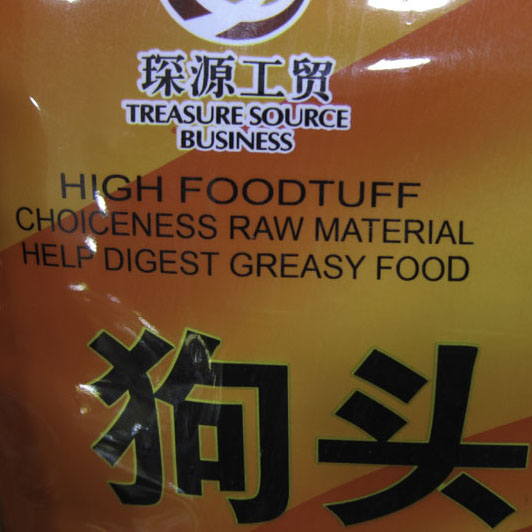 琛源工贸
TREASURE SOURCE
BUSINESS
HIGH FOODTUFF
CHOICENESS RAW MATERIAL
HELP DIGEST GREASY FOOD
狗头